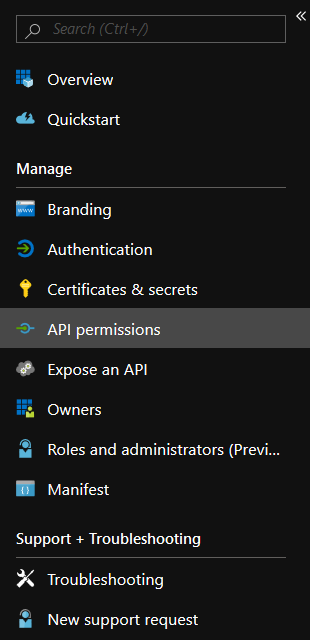 Search (Ctrl+/)
«
Overview
Quickstart
Manage
www
Branding
Authentication
Certificates & secrets
API permissions
Expose an API
Owners
Roles and administrators (Previ...
Manifest
Support + Troubleshooting
Troubleshooting
New support request